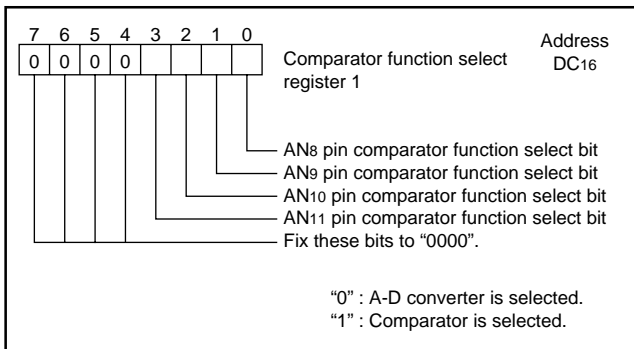 7 6 5 4 3 2 1 0
0 0 0 0
Comparator function select
register 1
Address
DC16
AN8 pin comparator function select bit
AN9 pin comparator function select bit
AN10 pin comparator function select bit
AN11 pin comparator function select bit
Fix these bits to “0000”.
“0” : A-D converter is selected.
“1” : Comparator is selected.